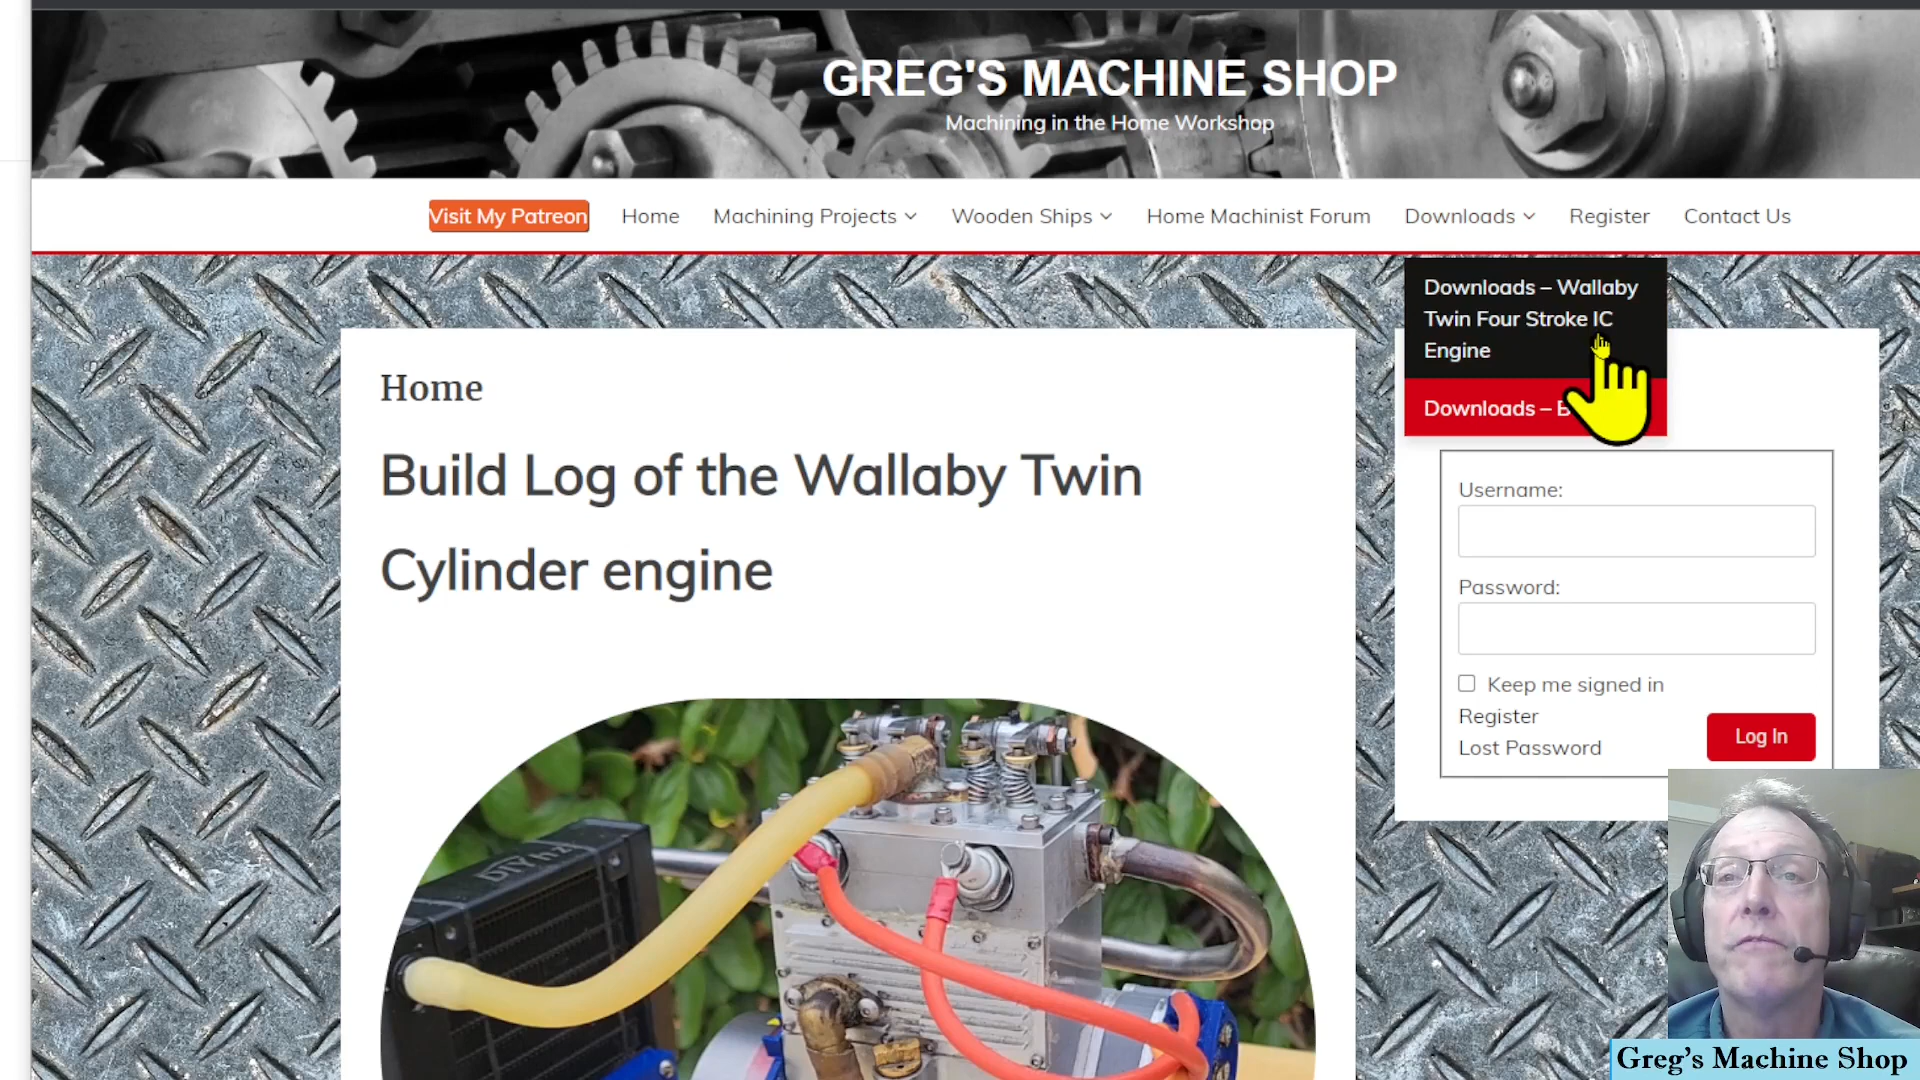 GREG'S MACHINE SHOP
Machining in the Home Workshop
Visit My Patreon Home Machining Projects Wooden Ships Home Machinist Forum Downloads Register Contact Us
Downloads – Wallaby
Twin Four Stroke IC
Engine
Downloads –
Home
Build Log of the Wallaby Twin
Cylinder engine
Username:
Password:
Keep me signed in
Register
Lost Password
Log In
Greg's Machine Shop